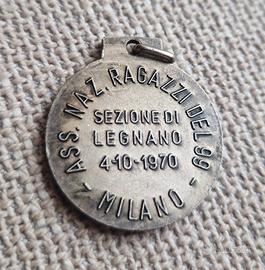 ASS. NAZ. RAGAZZI DEL 99
SEZIONE DI
LEGNANO
4-10-1970
- MILANO -